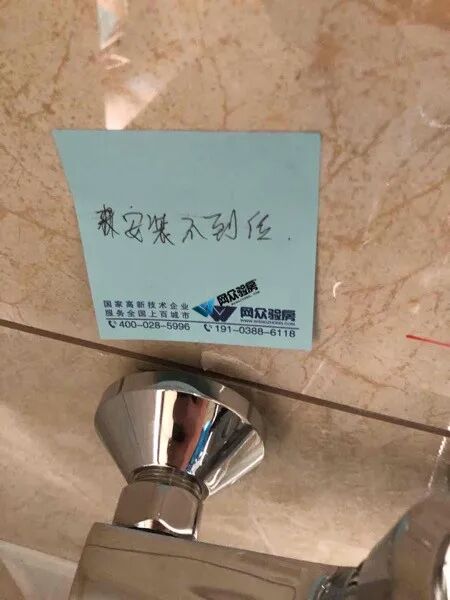 安装不到位.
国家高新技术企业
服务全国上百城市
网众验房
400-028-5996
191-0388-6118